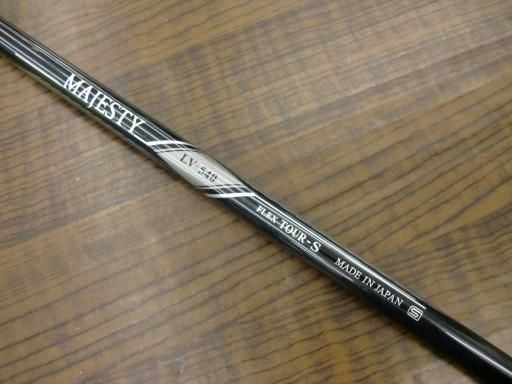 MAJESTY
LV-540
FLEX-TOUR-S
MADE IN JAPAN